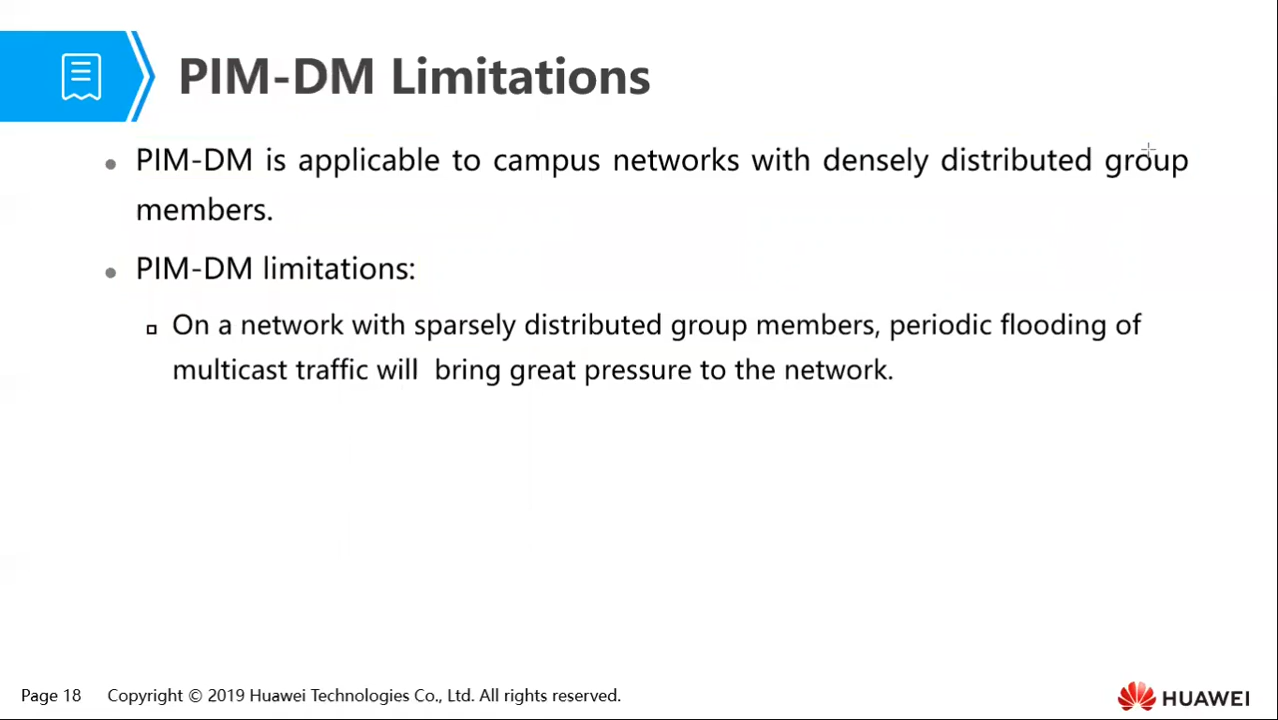 PIM-DM Limitations
PIM-DM is applicable to campus networks with densely distributed group
members.
PIM-DM limitations:
On a network with sparsely distributed group members, periodic flooding of
multicast traffic will  bring great pressure to the network.
Page 18 Copyright © 2019 Huawei Technologies Co., Ltd. All rights reserved.
HUAWEI